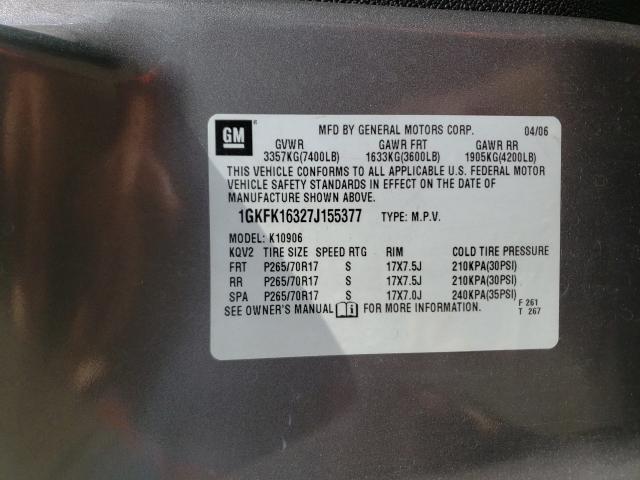 GM ® MFD BY GENERAL MOTORS CORP. 04/06
GVWR GAWR FRT GAWR RR
3357KG(7400LB) 1633KG(3600LB) 1905KG(4200LB)
THIS VEHICLE CONFORMS TO ALL APPLICABLE U.S. FEDERAL MOTOR
VEHICLE SAFETY STANDARDS IN EFFECT ON THE DATE OF
MANUFACTURE SHOWN ABOVE.
1GKFK16327J155377 TYPE: M.P.V.
MODEL: K10906
KQV2 TIRE SIZE SPEED RTG RIM COLD TIRE PRESSURE
FRT P265/70R17 S 17X7.5J 210KPA(30PSI)
RR P265/70R17 S 17X7.5J 210KPA(30PSI)
SPA P265/70R17 S 17X7.0J 240KPA(35PSI)
SEE OWNER'S MANUAL i FOR MORE INFORMATION. F 261
T 267